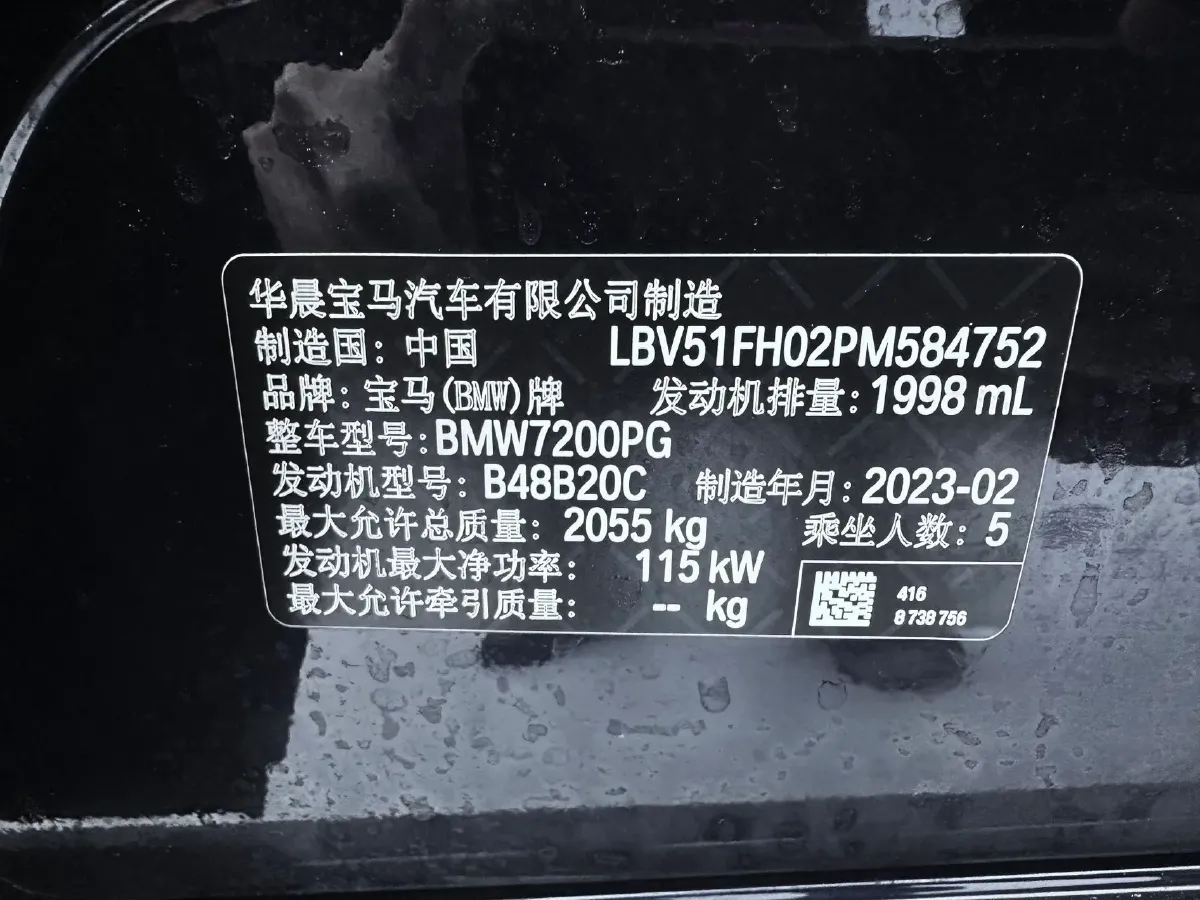 华晨宝马汽车有限公司制造
制造国：中国 LBV51FH02PM584752
品牌：宝马(BMW)牌 发动机排量：1998 mL
整车型号：BMW7200PG
发动机型号：B48B20C 制造年月：2023-02
最大允许总质量：2055 kg 乘坐人数：5
发动机最大净功率：115 kW
最大允许牵引质量：-- kg
416
8 738 756